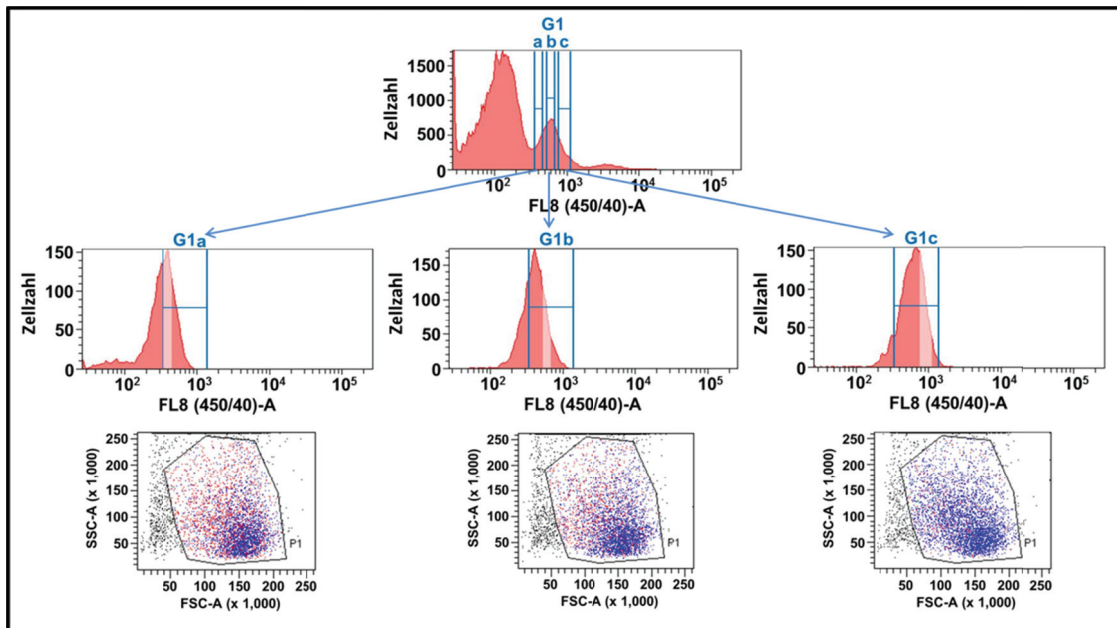 G1
a b c
Zellzahl
1500
1000
500
0
10² 10³ 10⁴ 10⁵
FL8 (450/40)-A
G1a
Zellzahl
150
100
50
0
10² 10³ 10⁴ 10⁵
FL8 (450/40)-A
G1b
Zellzahl
150
100
50
0
10² 10³ 10⁴ 10⁵
FL8 (450/40)-A
G1c
Zellzahl
150
100
50
0
10² 10³ 10⁴ 10⁵
FL8 (450/40)-A
SSC-A (x 1,000)
250
200
150
100
50
P1
50 100 150 200 250
FSC-A (x 1,000)
SSC-A (x 1,000)
250
200
150
100
50
P1
50 100 150 200 250
FSC-A (x 1,000)
SSC-A (x 1,000)
250
200
150
100
50
P1
50 100 150 200 250
FSC-A (x 1,000)